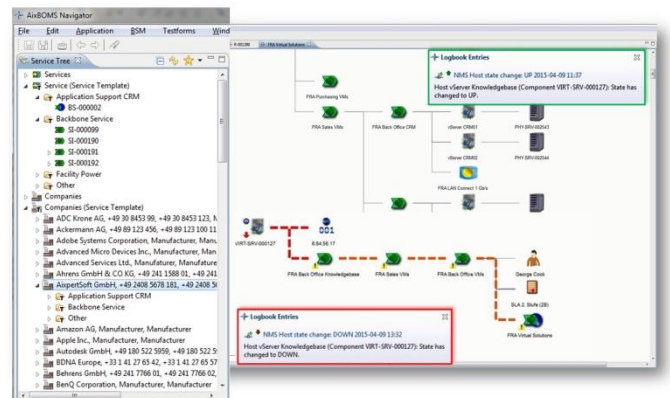 AixBOMS Navigator
File Edit Application BSM Testforms Wind
Service Tree
Services
Service (Service Template)
Application Support CRM
BS-000002
Backbone Service
SI-000099
SI-000190
SI-000191
SI-000192
Facility Power
Other
Companies
Companies (Service Template)
ADC Krone AG, +49 30 8453 99, +49 30 8453 123, M
Ackermann AG, +49 89 123 456, +49 89 123 100 11
Adobe Systems Corporation, Manufacturer, Manu
Advanced Micro Devices Inc., Manufacturer, Man
Advanced Services Ltd., Manufaturer, Manufature
Ahrens GmbH & CO KG, +49 241 1588 01, +49 241
AixpertSoft GmbH, +49 2408 5678 181, +49 2408 56
Application Support CRM
Backbone Service
Other
Amazon AG, Manufacturer, Manufacturer
Apple Inc., Manufacturer, Manufacturer
Autodesk GmbH, +49 180 522 5959, +49 180 522 5
BDNA Europe, +33 1 41 27 65 42, +33 1 41 27 65 57
Behrens GmbH, +49 241 7766 01, +49 241 7766 02,
BenQ Corporation, Manufacturer, Manufacturer
FRA Virtual Solutions
Logbook Entries
NMS Host state change: UP 2015-04-09 11:37
Host vServer Knowledgebase (Component VIRT-SRV-000127): State has
changed to UP.
FRA Purchasing VMs
FRA Sales VMs
FRA Back Office CRM
vServer CRM01
PHY-SRV-002043
vServer CRM02
PHY-SRV-002044
FRA LAN Connect 1 Gb/s
VIRT-SRV-000127
001
8.64.56.17
FRA Back Office Knowledgebase
FRA Sales VMs
FRA Back Office VMs
George Cook
SLA 2. Stufe (2B)
FRA Virtual Solutions
Logbook Entries
NMS Host state change: DOWN 2015-04-09 13:32
Host vServer Knowledgebase (Component VIRT-SRV-000127): State has
changed to DOWN.